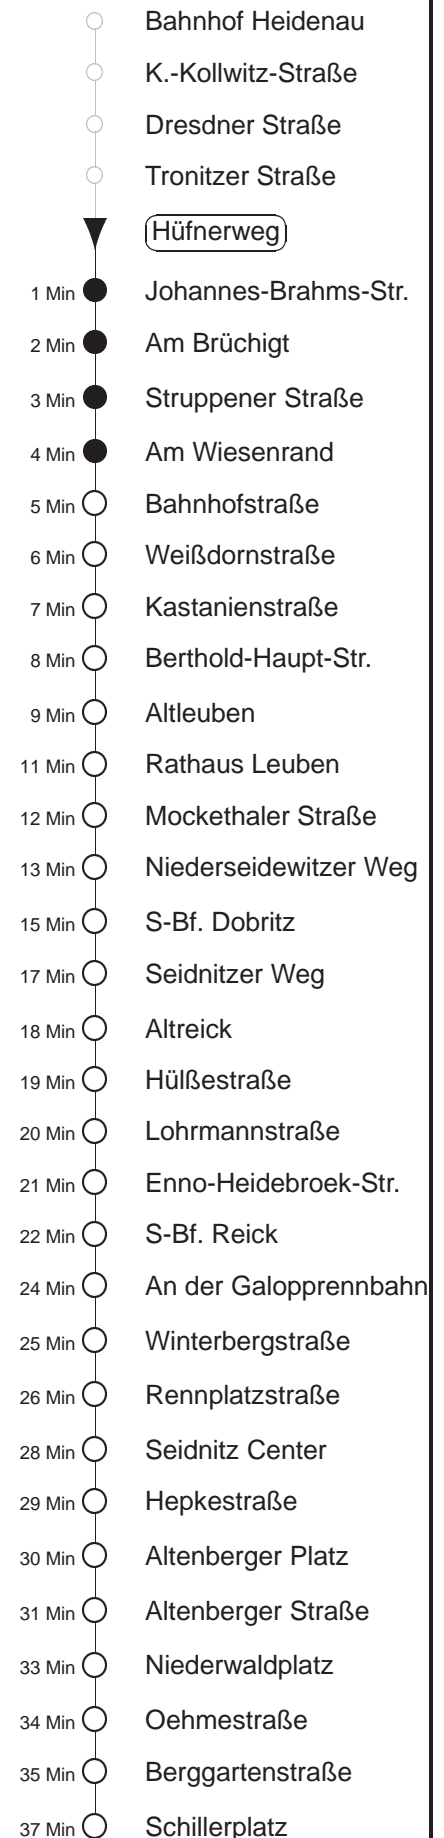 Bahnhof Heidenau
K.-Kollwitz-Straße
Dresdner Straße
Tronitzer Straße
Hüfnerweg
1 Min Johannes-Brahms-Str.
2 Min Am Brüchigt
3 Min Struppener Straße
4 Min Am Wiesenrand
5 Min Bahnhofstraße
6 Min Weißdornstraße
7 Min Kastanienstraße
8 Min Berthold-Haupt-Str.
9 Min Altleuben
11 Min Rathaus Leuben
12 Min Mockethaler Straße
13 Min Niederseidewitzer Weg
15 Min S-Bf. Dobritz
17 Min Seidnitzer Weg
18 Min Altreick
19 Min Hülßestraße
20 Min Lohrmannstraße
21 Min Enno-Heidebroek-Str.
22 Min S-Bf. Reick
24 Min An der Galopprennbahn
25 Min Winterbergstraße
26 Min Rennplatzstraße
28 Min Seidnitz Center
29 Min Hepkestraße
30 Min Altenberger Platz
31 Min Altenberger Straße
33 Min Niederwaldplatz
34 Min Oehmestraße
35 Min Berggartenstraße
37 Min Schillerplatz